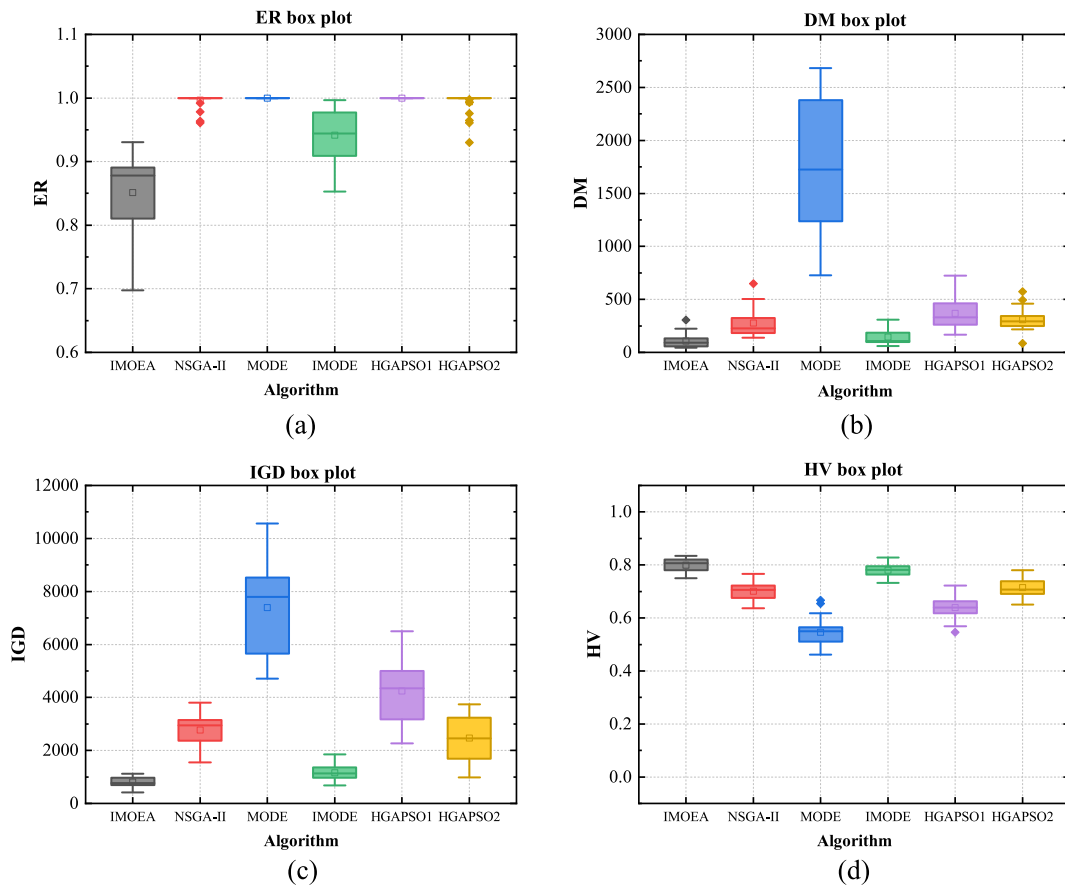 ER box plot
1.1
1.0
0.9
0.8
0.7
0.6
ER
IMOEA NSGA-II MODE IMODE HGAPSO1 HGAPSO2
Algorithm
(a)
DM box plot
3000
2500
2000
1500
1000
500
0
DM
IMOEA NSGA-II MODE IMODE HGAPSO1 HGAPSO2
Algorithm
(b)
IGD box plot
12000
10000
8000
6000
4000
2000
0
IGD
IMOEA NSGA-II MODE IMODE HGAPSO1 HGAPSO2
Algorithm
(c)
HV box plot
1.0
0.8
0.6
0.4
0.2
0.0
HV
IMOEA NSGA-II MODE IMODE HGAPSO1 HGAPSO2
Algorithm
(d)